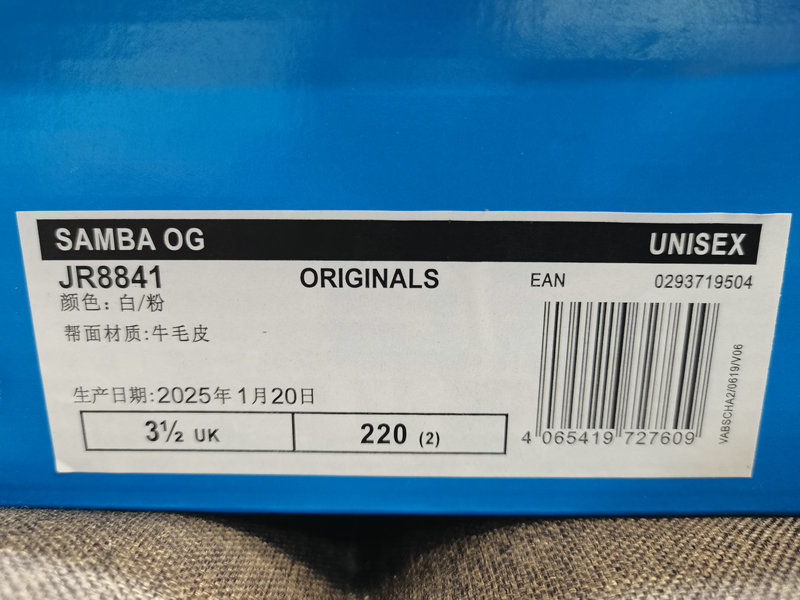 SAMBA OG
UNISEX
JR8841
ORIGINALS
EAN
0293719504
颜色: 白/粉
帮面材质:牛毛皮
生产日期:2025年1月20日
3½ UK
220 (2)
4 065419 727609
VABSCHA2/0619/V06